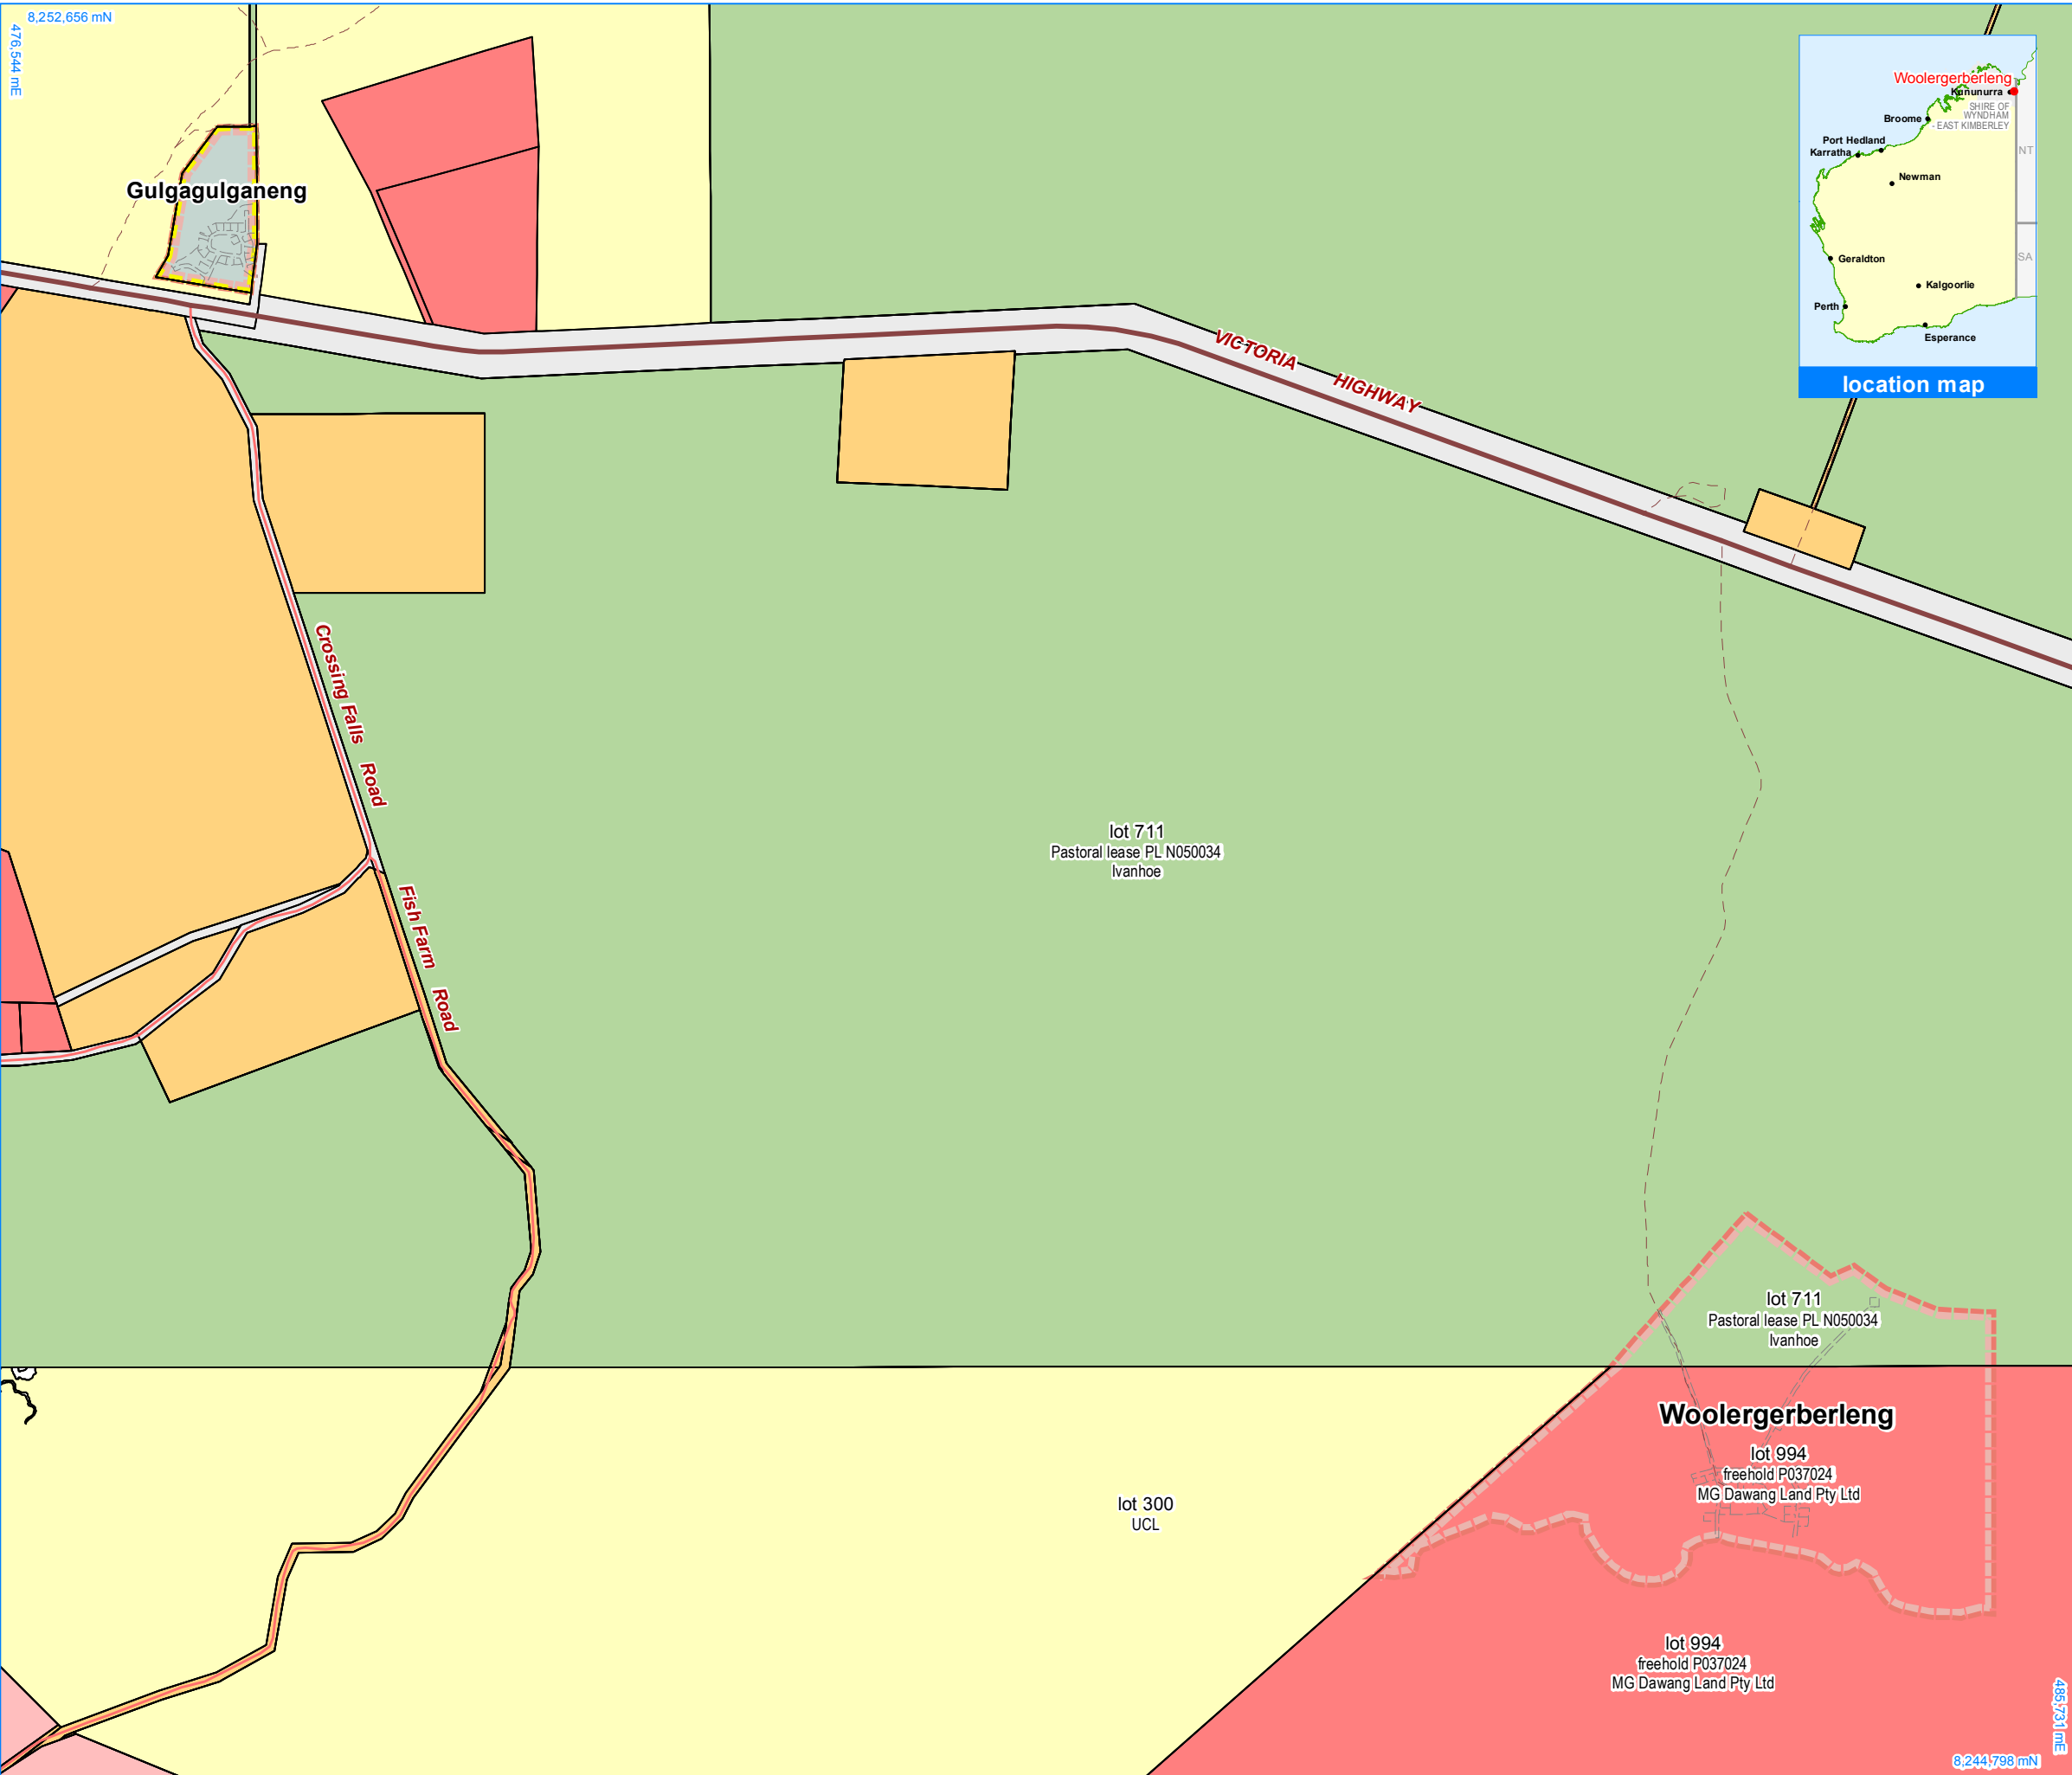 8,252,656 mN
476,544 mE
Gulgagulganeng
Woolergerberleng
Kununurra
SHIRE OF
WYNDHAM
- EAST KIMBERLEY
Broome
Port Hedland
Karratha
NT
Newman
Geraldton
SA
Kalgoorlie
Perth
Esperance
location map
VICTORIA HIGHWAY
Crossing Falls Road
lot 711
Pastoral lease PL N050034
Ivanhoe
Fish Farm Road
lot 711
Pastoral lease PL N050034
Ivanhoe
Woolergerberleng
lot 994
freehold P037024
MG Dawang Land Pty Ltd
lot 300
UCL
lot 994
freehold P037024
MG Dawang Land Pty Ltd
485,731 mE
8,244,798 mN